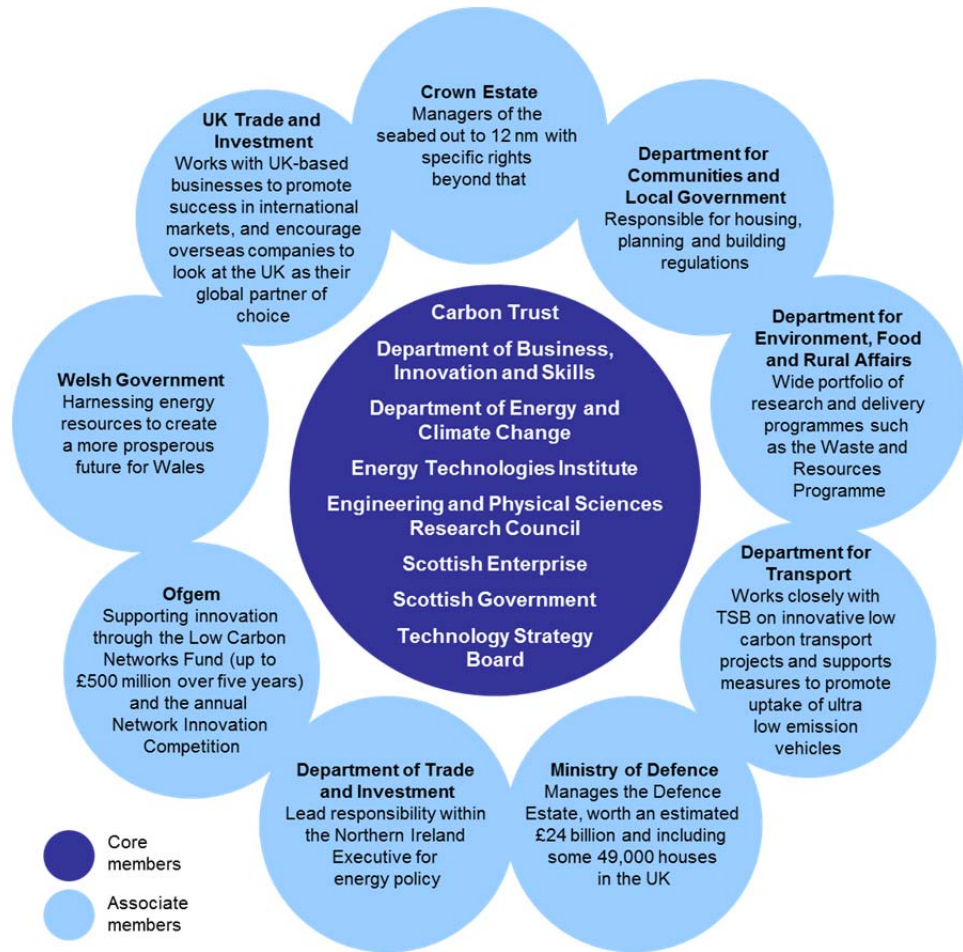 Crown Estate
Managers of the
seabed out to 12 nm with
specific rights
beyond that
UK Trade and
Investment
Works with UK-based
businesses to promote
success in international
markets, and encourage
overseas companies to
look at the UK as their
global partner of
choice
Department for
Communities and
Local Government
Responsible for housing,
planning and building
regulations
Carbon Trust
Department of Business,
Innovation and Skills
Department of Energy and
Climate Change
Energy Technologies Institute
Engineering and Physical Sciences
Research Council
Scottish Enterprise
Scottish Government
Technology Strategy
Board
Department for
Environment, Food
and Rural Affairs
Wide portfolio of
research and delivery
programmes such
as the Waste and
Resources
Programme
Welsh Government
Harnessing energy
resources to create
a more prosperous
future for Wales
Department for
Transport
Works closely with
TSB on innovative low
carbon transport
projects and supports
measures to promote
uptake of ultra
low emission
vehicles
Ofgem
Supporting innovation
through the Low Carbon
Networks Fund (up to
£500 million over five years)
and the annual
Network Innovation
Competition
Department of Trade
and Investment
Lead responsibility within
the Northern Ireland
Executive for
energy policy
Ministry of Defence
Manages the Defence
Estate, worth an estimated
£24 billion and including
some 49,000 houses
in the UK
Core
members
Associate
members